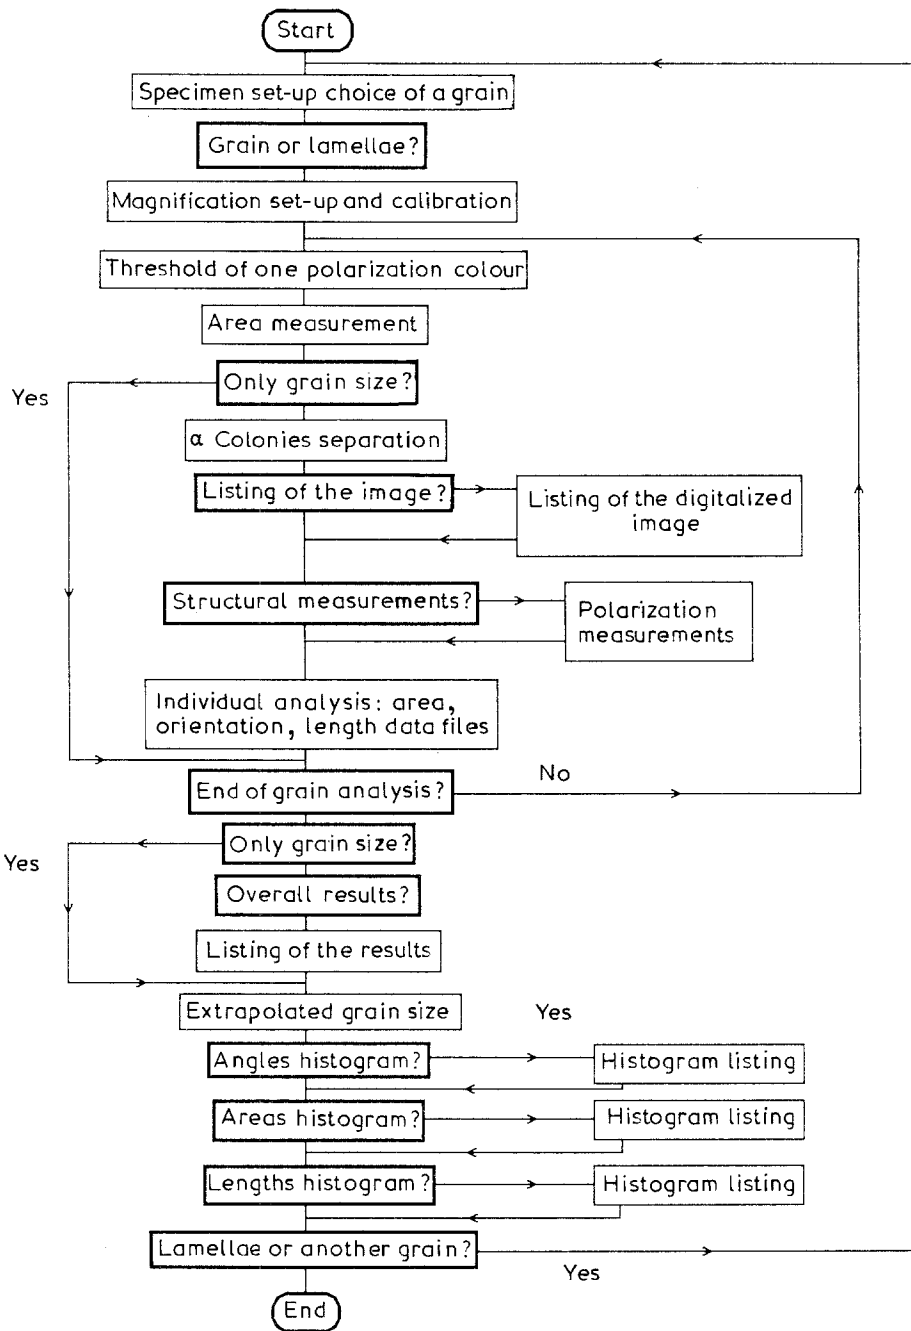 Start
Specimen set-up choice of a grain
Grain or lamellae?
Magnification set-up and calibration
Threshold of one polarization colour
Area measurement
Only grain size?
Yes
α Colonies separation
Listing of the image?
Listing of the digitalized
image
Structural measurements?
Polarization
measurements
Individual analysis: area,
orientation, length data files
End of grain analysis?
No
Only grain size?
Yes
Overall results?
Listing of the results
Extrapolated grain size
Yes
Angles histogram?
Histogram listing
Areas histogram?
Histogram listing
Lengths histogram?
Histogram listing
Lamellae or another grain?
Yes
End